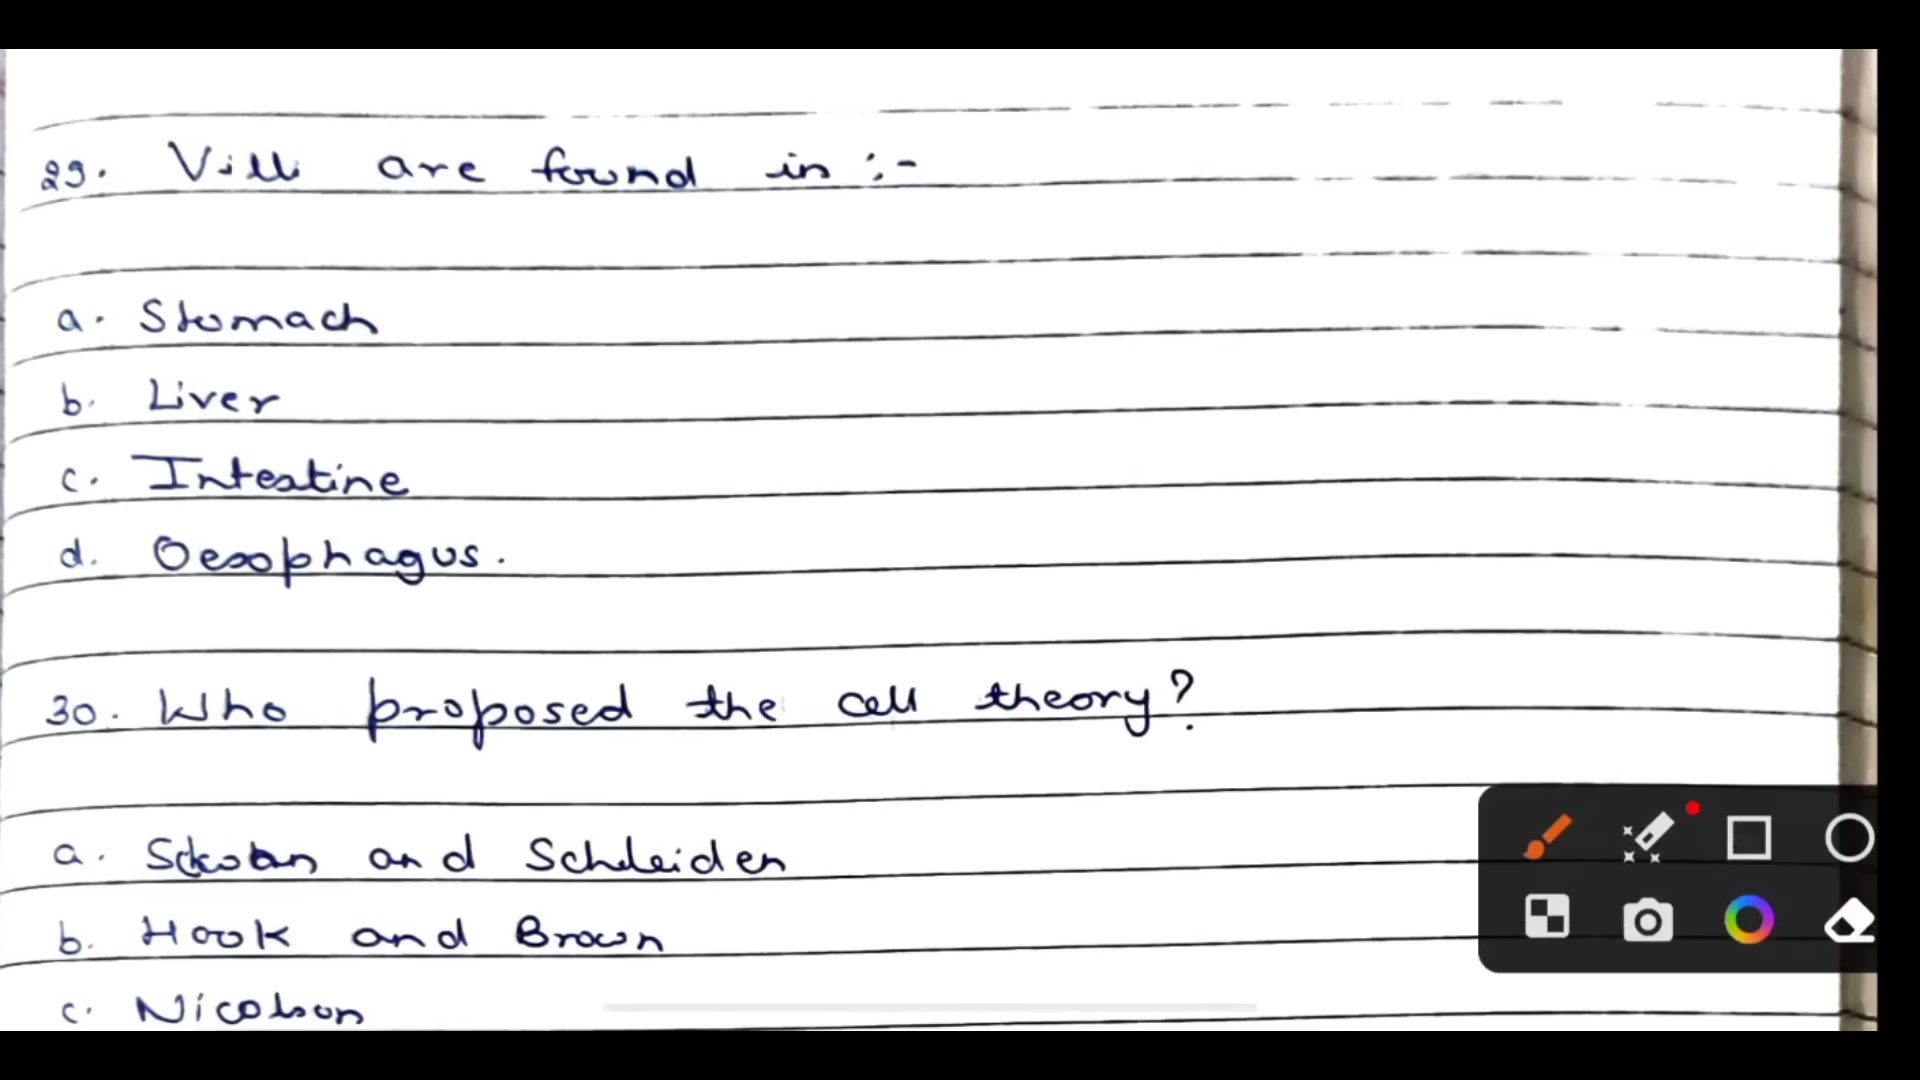 29. Villi are found in :-
a. Stomach
b. Liver
c. Intestine
d. Oesophagus.
30. Who proposed the cell theory?
a. and Schleiden
b. Hook and Brown
c. Nicolson